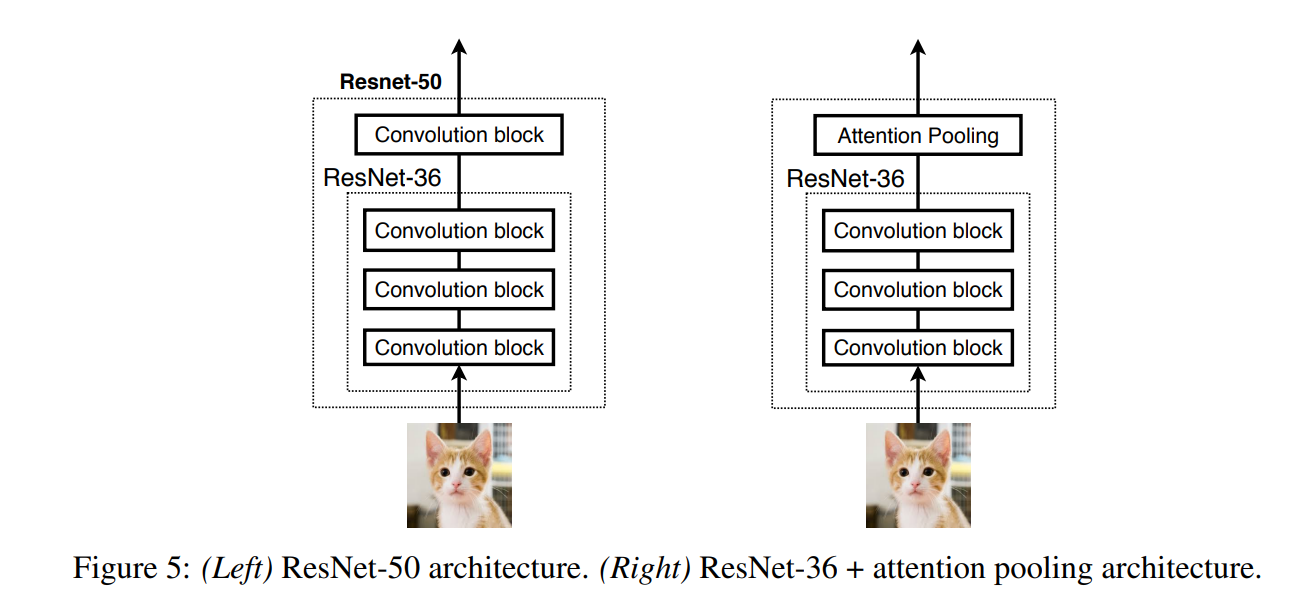 Resnet-50
Convolution block
ResNet-36
Convolution block
Convolution block
Convolution block
Attention Pooling
ResNet-36
Convolution block
Convolution block
Convolution block
Figure 5: (Left) ResNet-50 architecture. (Right) ResNet-36 + attention pooling architecture.